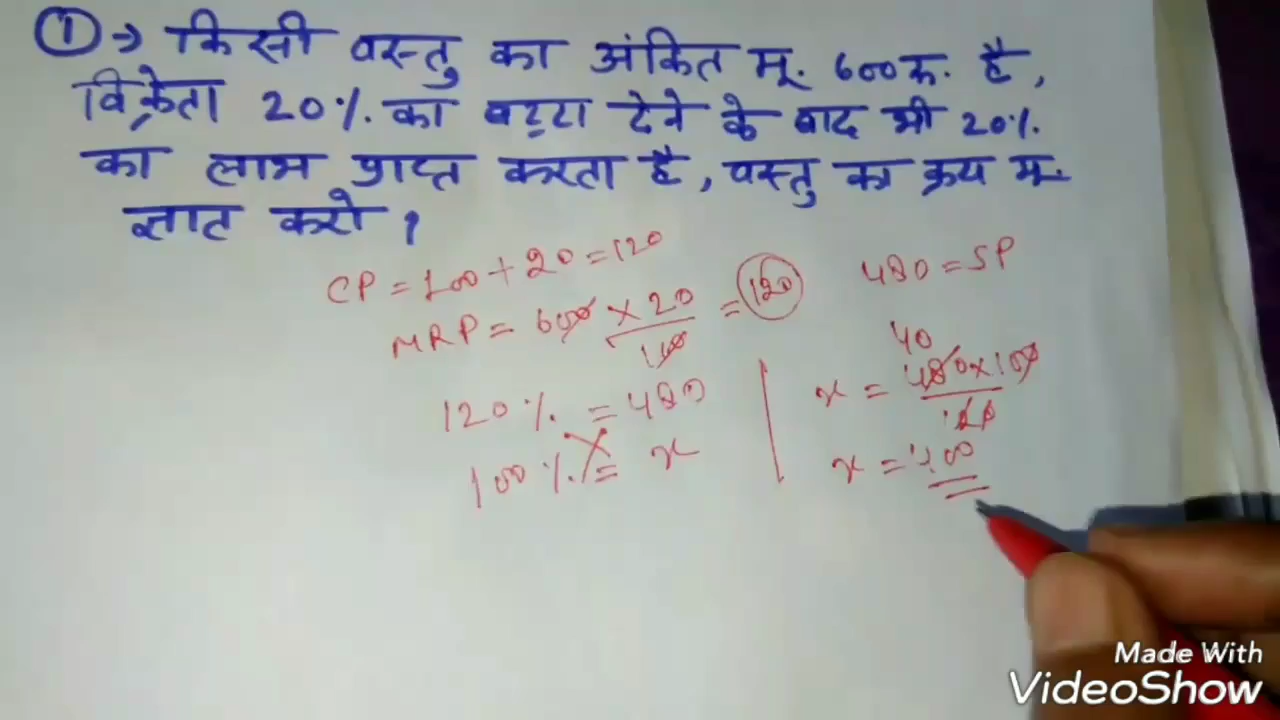 ① → किसी वस्तु का अंकित मू. 600रू. है,
विक्रेता 20%. का बट्टा देने के बाद भी 20%.
का लाभ प्राप्त करता है, वस्तु का क्रय मू.
ज्ञात करो।
CP = 100 + 20 = 120
MRP = 600 × 20 / 100 = 120
480 = SP
120 % = 480
100 % = x
40
x = 480 × 100 / 120
x = 400
Made With
VideoShow